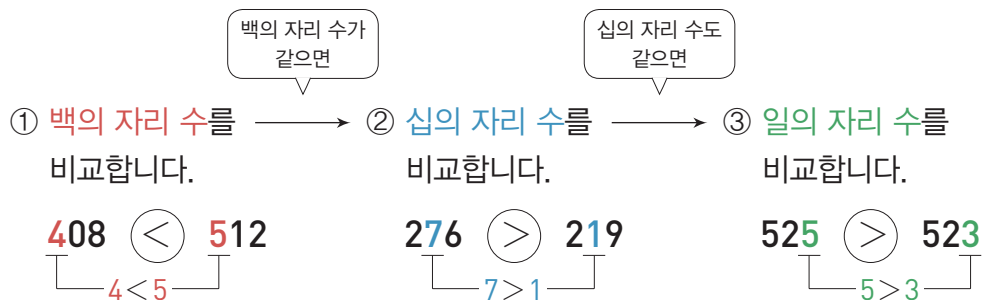 백의 자리 수가
같으면
십의 자리 수도
같으면
① 백의 자리 수를
비교합니다.
② 십의 자리 수를
비교합니다.
③ 일의 자리 수를
비교합니다.
408 < 512
4<5
276 > 219
7>1
525 > 523
5>3